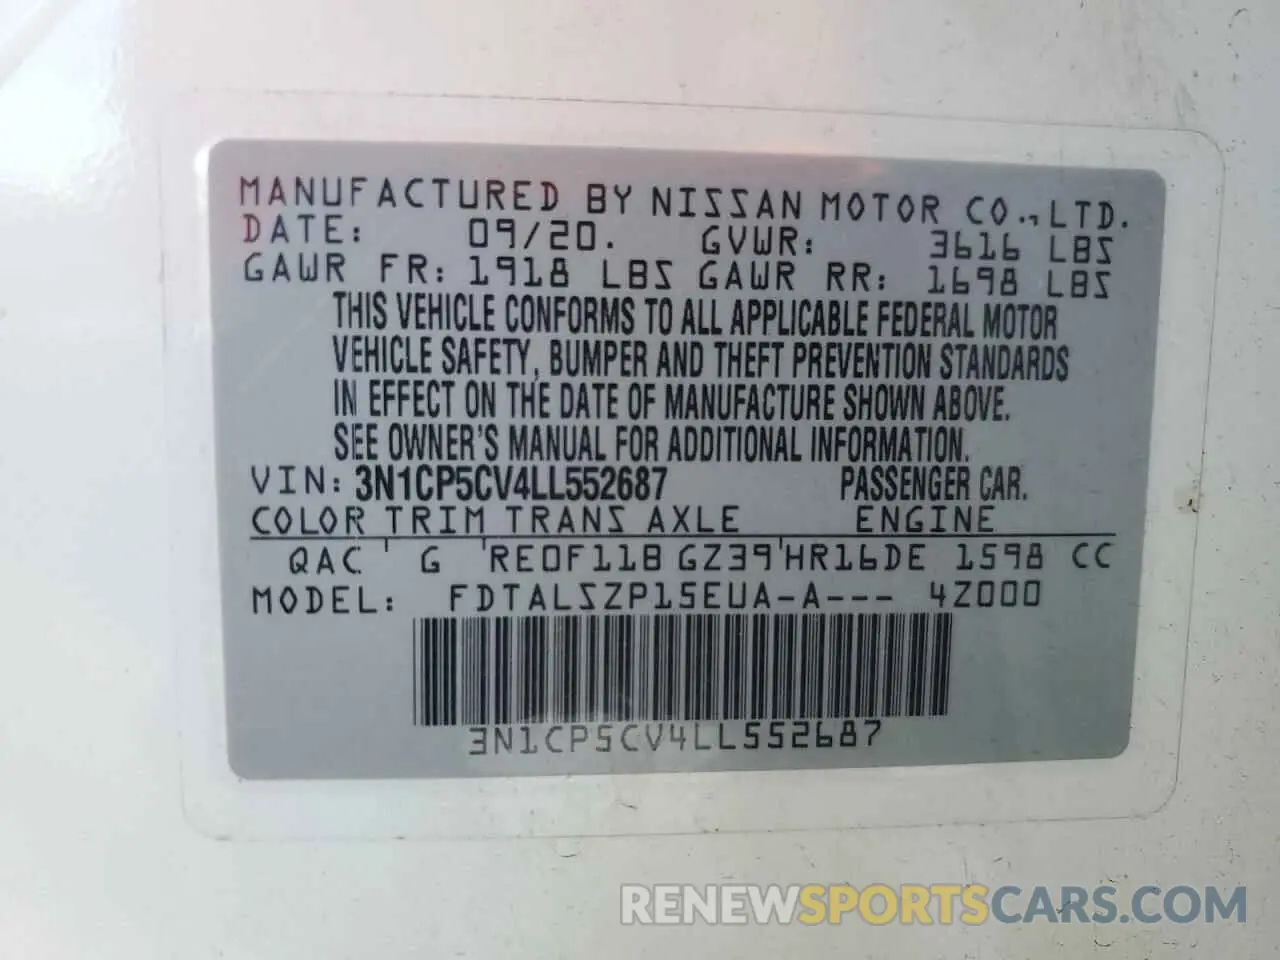 MANUFACTURED BY NISSAN MOTOR CO., LTD.
DATE: 09/20. GVWR: 3616 LBS
GAWR FR: 1918 LBS GAWR RR: 1698 LBS
THIS VEHICLE CONFORMS TO ALL APPLICABLE FEDERAL MOTOR
VEHICLE SAFETY, BUMPER AND THEFT PREVENTION STANDARDS
IN EFFECT ON THE DATE OF MANUFACTURE SHOWN ABOVE.
SEE OWNER'S MANUAL FOR ADDITIONAL INFORMATION.
VIN: 3N1CP5CV4LL552687 PASSENGER CAR.
COLOR TRIM TRANS AXLE ENGINE
QAC G RE0F11B GZ39 HR16DE 1598 CC
MODEL: FDTALSZP15EUA-A--- 4Z000
3N1CP5CV4LL552687
RENEWSPORTSCARS.COM